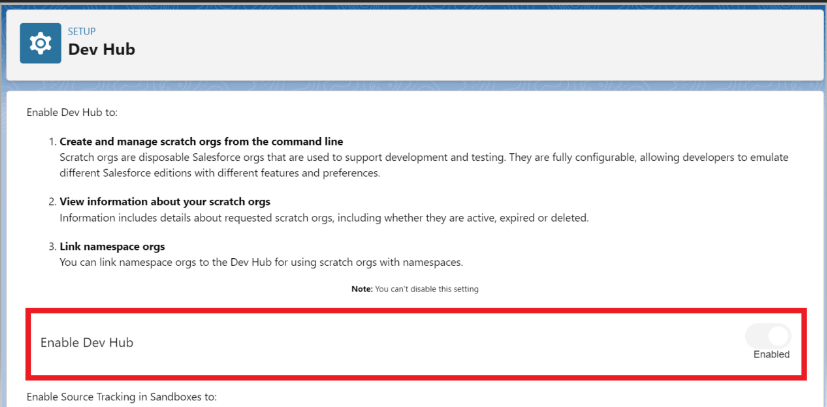 SETUP
Dev Hub
Enable Dev Hub to:
1. Create and manage scratch orgs from the command line
Scratch orgs are disposable Salesforce orgs that are used to support development and testing. They are fully configurable, allowing developers to emulate
different Salesforce editions with different features and preferences.
2. View information about your scratch orgs
Information includes details about requested scratch orgs, including whether they are active, expired or deleted.
3. Link namespace orgs
You can link namespace orgs to the Dev Hub for using scratch orgs with namespaces.
Note: You can't disable this setting
Enable Dev Hub
Enabled
Enable Source Tracking in Sandboxes to: